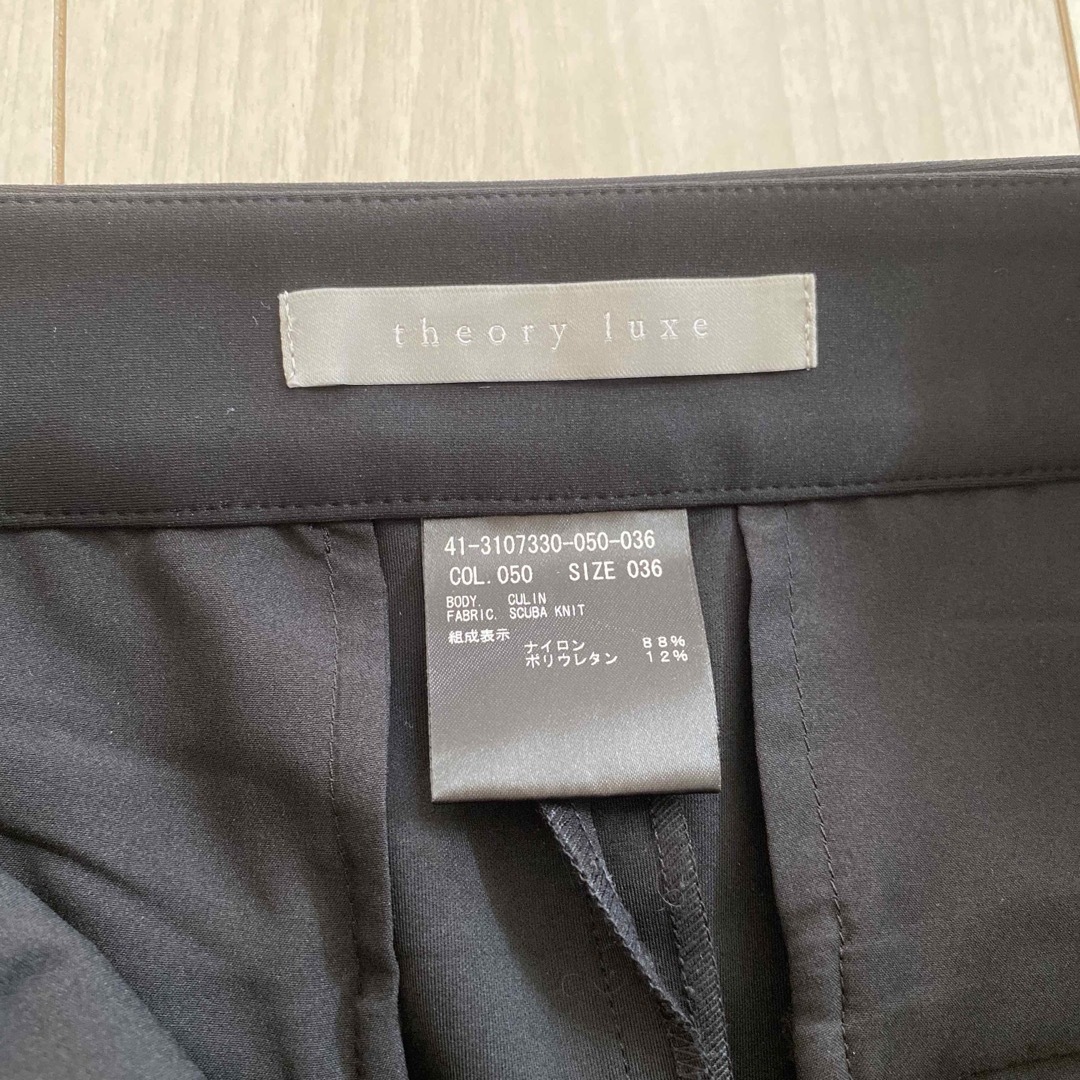 theory luxe
41-3107330-050-036
COL. 050 SIZE 036
BODY. CULIN
FABRIC. SCUBA KNIT
組成表示
ナイロン 88%
ポリウレタン 12%